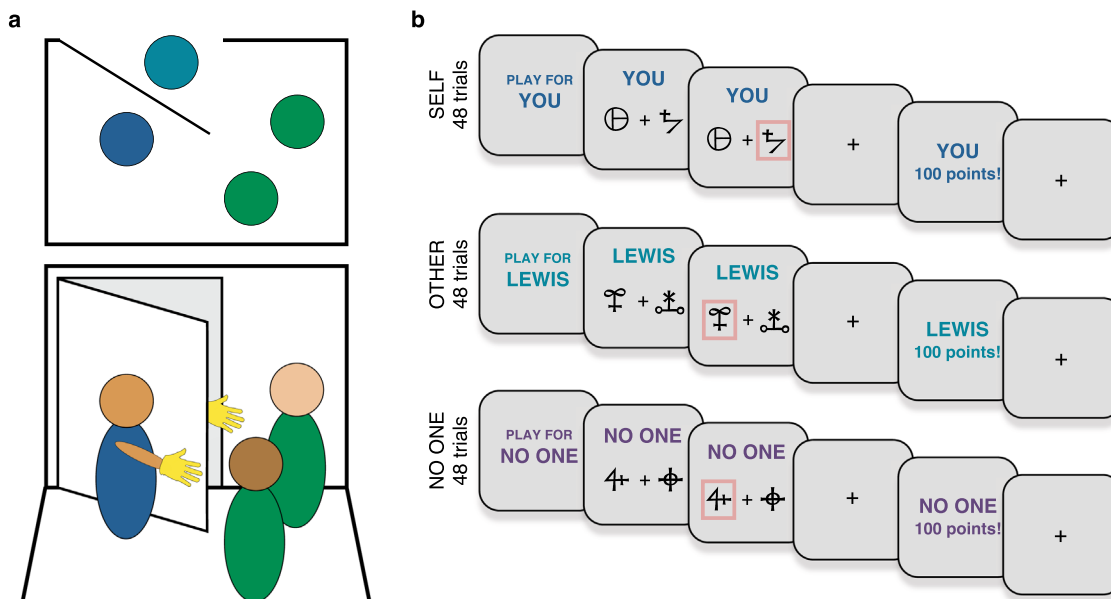 a
b
SELF
48 trials
PLAY FOR
YOU
YOU
+
YOU
+
+
YOU
100 points!
+
OTHER
48 trials
PLAY FOR
LEWIS
LEWIS
+
LEWIS
+
+
LEWIS
100 points!
+
NO ONE
48 trials
PLAY FOR
NO ONE
NO ONE
+
NO ONE
+
+
NO ONE
100 points!
+